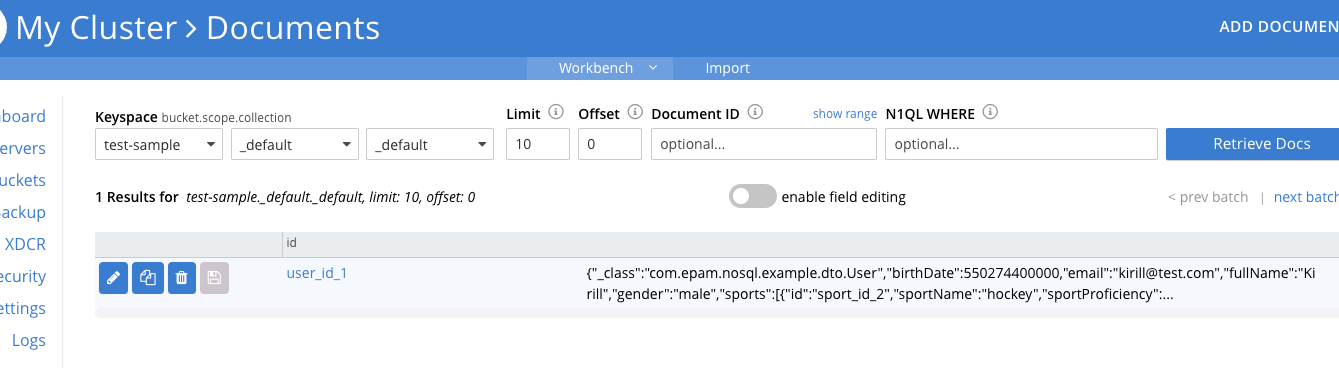 My Cluster > Documents
ADD DOCUMEN
Workbench
Import
board
ervers
uckets
Backup
XDCR
ecurity
ettings
Logs
Keyspace bucket.scope.collection
Limit
Offset
Document ID
show range
N1QL WHERE
test-sample
_default
_default
10
0
optional...
optional...
Retrieve Docs
1 Results for test-sample._default._default, limit: 10, offset: 0
enable field editing
< prev batch | next batch
id
user_id_1
{"_class":"com.epam.nosql.example.dto.User","birthDate":550274400000,"email":"kirill@test.com","fullName":"Ki
rill","gender":"male","sports":[{"id":"sport_id_2","sportName":"hockey","sportProficiency":...